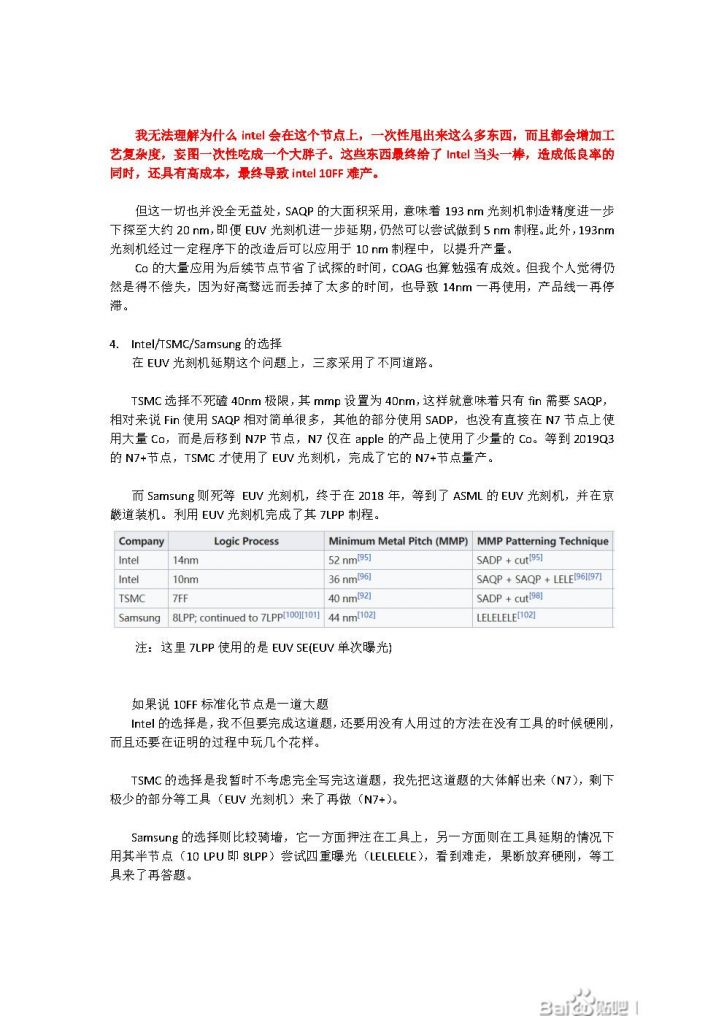 我无法理解为什么 intel 会在这个节点上，一次性甩出来这么多东西，而且都会增加工
艺复杂度，妄图一次性吃成一个大胖子。这些东西最终给了 Intel 当头一棒，造成低良率的
同时，还具有高成本，最终导致 intel 10FF 难产。
但这一切也并没全无益处，SAQP 的大面积采用，意味着 193 nm 光刻机制造精度进一步
下探至大约 20 nm，即便 EUV 光刻机进一步延期，仍然可以尝试做到 5 nm 制程。此外，193nm
光刻机经过一定程序下的改造后可以应用于 10 nm 制程中，以提升产量。
Co 的大量应用为后续节点节省了试探的时间，COAG 也算勉强有成效。但我个人觉得仍
然是得不偿失，因为好高骛远而丢掉了太多的时间，也导致 14nm 一再使用，产品线一再停
滞。
4. Intel/TSMC/Samsung 的选择
在 EUV 光刻机延期这个问题上，三家采用了不同道路。
TSMC 选择不死磕 40nm 极限，其 mmp 设置为 40nm，这样就意味着只有 fin 需要 SAQP，
相对来说 Fin 使用 SAQP 相对简单很多，其他的部分使用 SADP，也没有直接在 N7 节点上使
用大量 Co，而是后移到 N7P 节点，N7 仅在 apple 的产品上使用了少量的 Co。等到 2019Q3
的 N7+节点，TSMC 才使用了 EUV 光刻机，完成了它的 N7+节点量产。
而 Samsung 则死等 EUV 光刻机，终于在 2018 年，等到了 ASML 的 EUV 光刻机，并在京
畿道装机。利用 EUV 光刻机完成了其 7LPP 制程。
Company Logic Process Minimum Metal Pitch (MMP) MMP Patterning Technique
Intel 14nm 52 nm[95] SADP + cut[95]
Intel 10nm 36 nm[96] SAQP + SAQP + LELE[96][97]
TSMC 7FF 40 nm[92] SADP + cut[98]
Samsung 8LPP; continued to 7LPP[100][101] 44 nm[102] LELELELE[102]
注：这里 7LPP 使用的是 EUV SE(EUV 单次曝光)
如果说 10FF 标准化节点是一道大题
Intel 的选择是，我不但要完成这道题，还要用没有人用过的方法在没有工具的时候硬刚，
而且还要在证明的过程中玩几个花样。
TSMC 的选择是我暂时不考虑完全写完这道题，我先把这道题的大体解出来（N7），剩下
极少的部分等工具（EUV 光刻机）来了再做（N7+）。
Samsung 的选择则比较骑墙，它一方面押注在工具上，另一方面则在工具延期的情况下
用其半节点（10 LPU 即 8LPP）尝试四重曝光（LELELELE），看到难走，果断放弃硬刚，等工
具来了再答题。
Bai贴吧